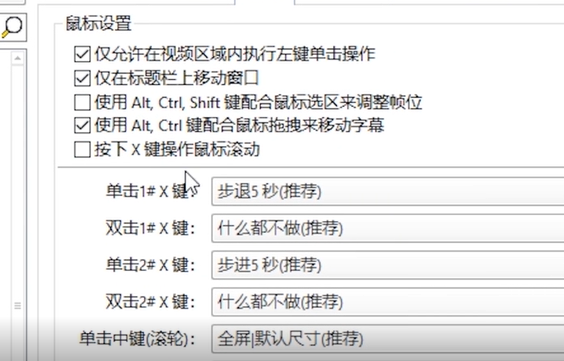 鼠标设置
仅允许在视频区域内执行左键单击操作
仅在标题栏上移动窗口
使用 Alt, Ctrl, Shift 键配合鼠标选区来调整帧位
使用 Alt, Ctrl 键配合鼠标拖拽来移动字幕
按下 X 键操作鼠标滚动
单击1# X 键: 步退5 秒(推荐)
双击1# X 键: 什么都不做(推荐)
单击2# X 键: 步进5 秒(推荐)
双击2# X 键: 什么都不做(推荐)
单击中键(滚轮): 全屏|默认尺寸(推荐)